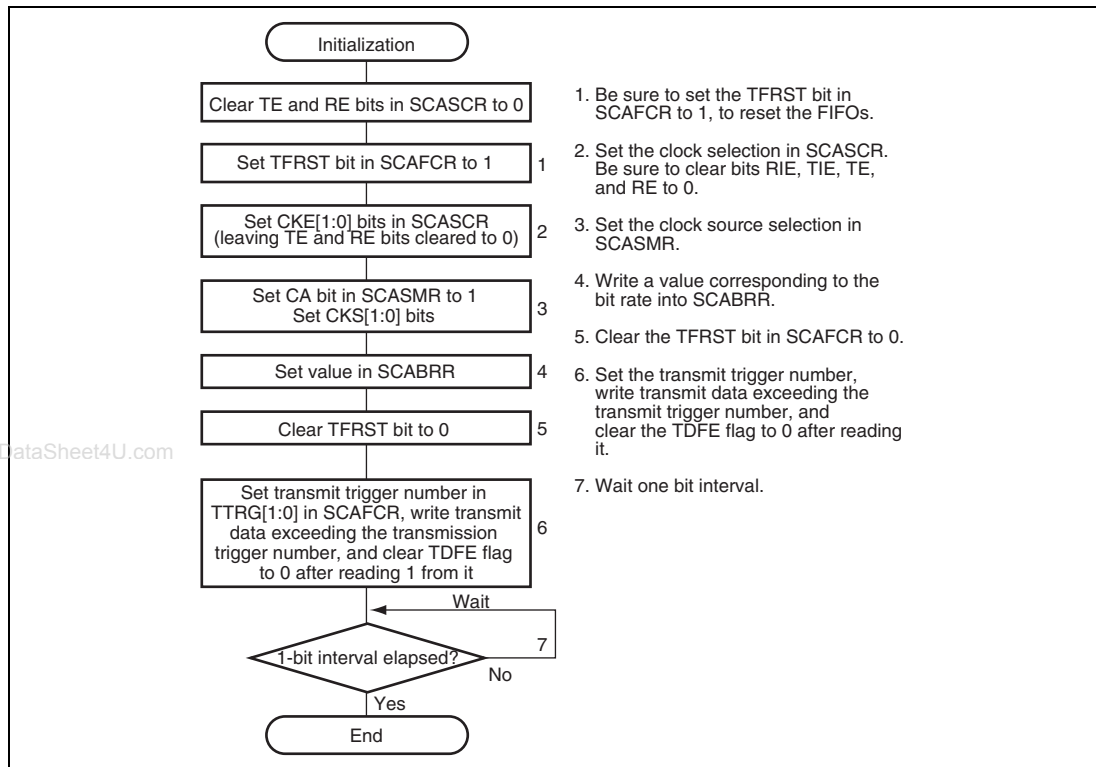 Initialization
Clear TE and RE bits in SCASCR to 0
Set TFRST bit in SCAFCR to 1
1
Set CKE[1:0] bits in SCASCR
(leaving TE and RE bits cleared to 0)
2
Set CA bit in SCASMR to 1
Set CKS[1:0] bits
3
Set value in SCABRR
4
Clear TFRST bit to 0
5
Set transmit trigger number in
TTRG[1:0] in SCAFCR, write transmit
data exceeding the transmission
trigger number, and clear TDFE flag
to 0 after reading 1 from it
6
Wait
1-bit interval elapsed?
7
No
Yes
End
1. Be sure to set the TFRST bit in
SCAFCR to 1, to reset the FIFOs.
2. Set the clock selection in SCASCR.
Be sure to clear bits RIE, TIE, TE,
and RE to 0.
3. Set the clock source selection in
SCASMR.
4. Write a value corresponding to the
bit rate into SCABRR.
5. Clear the TFRST bit in SCAFCR to 0.
6. Set the transmit trigger number,
write transmit data exceeding the
transmit trigger number, and
clear the TDFE flag to 0 after reading
it.
7. Wait one bit interval.
DataSheet4U.com